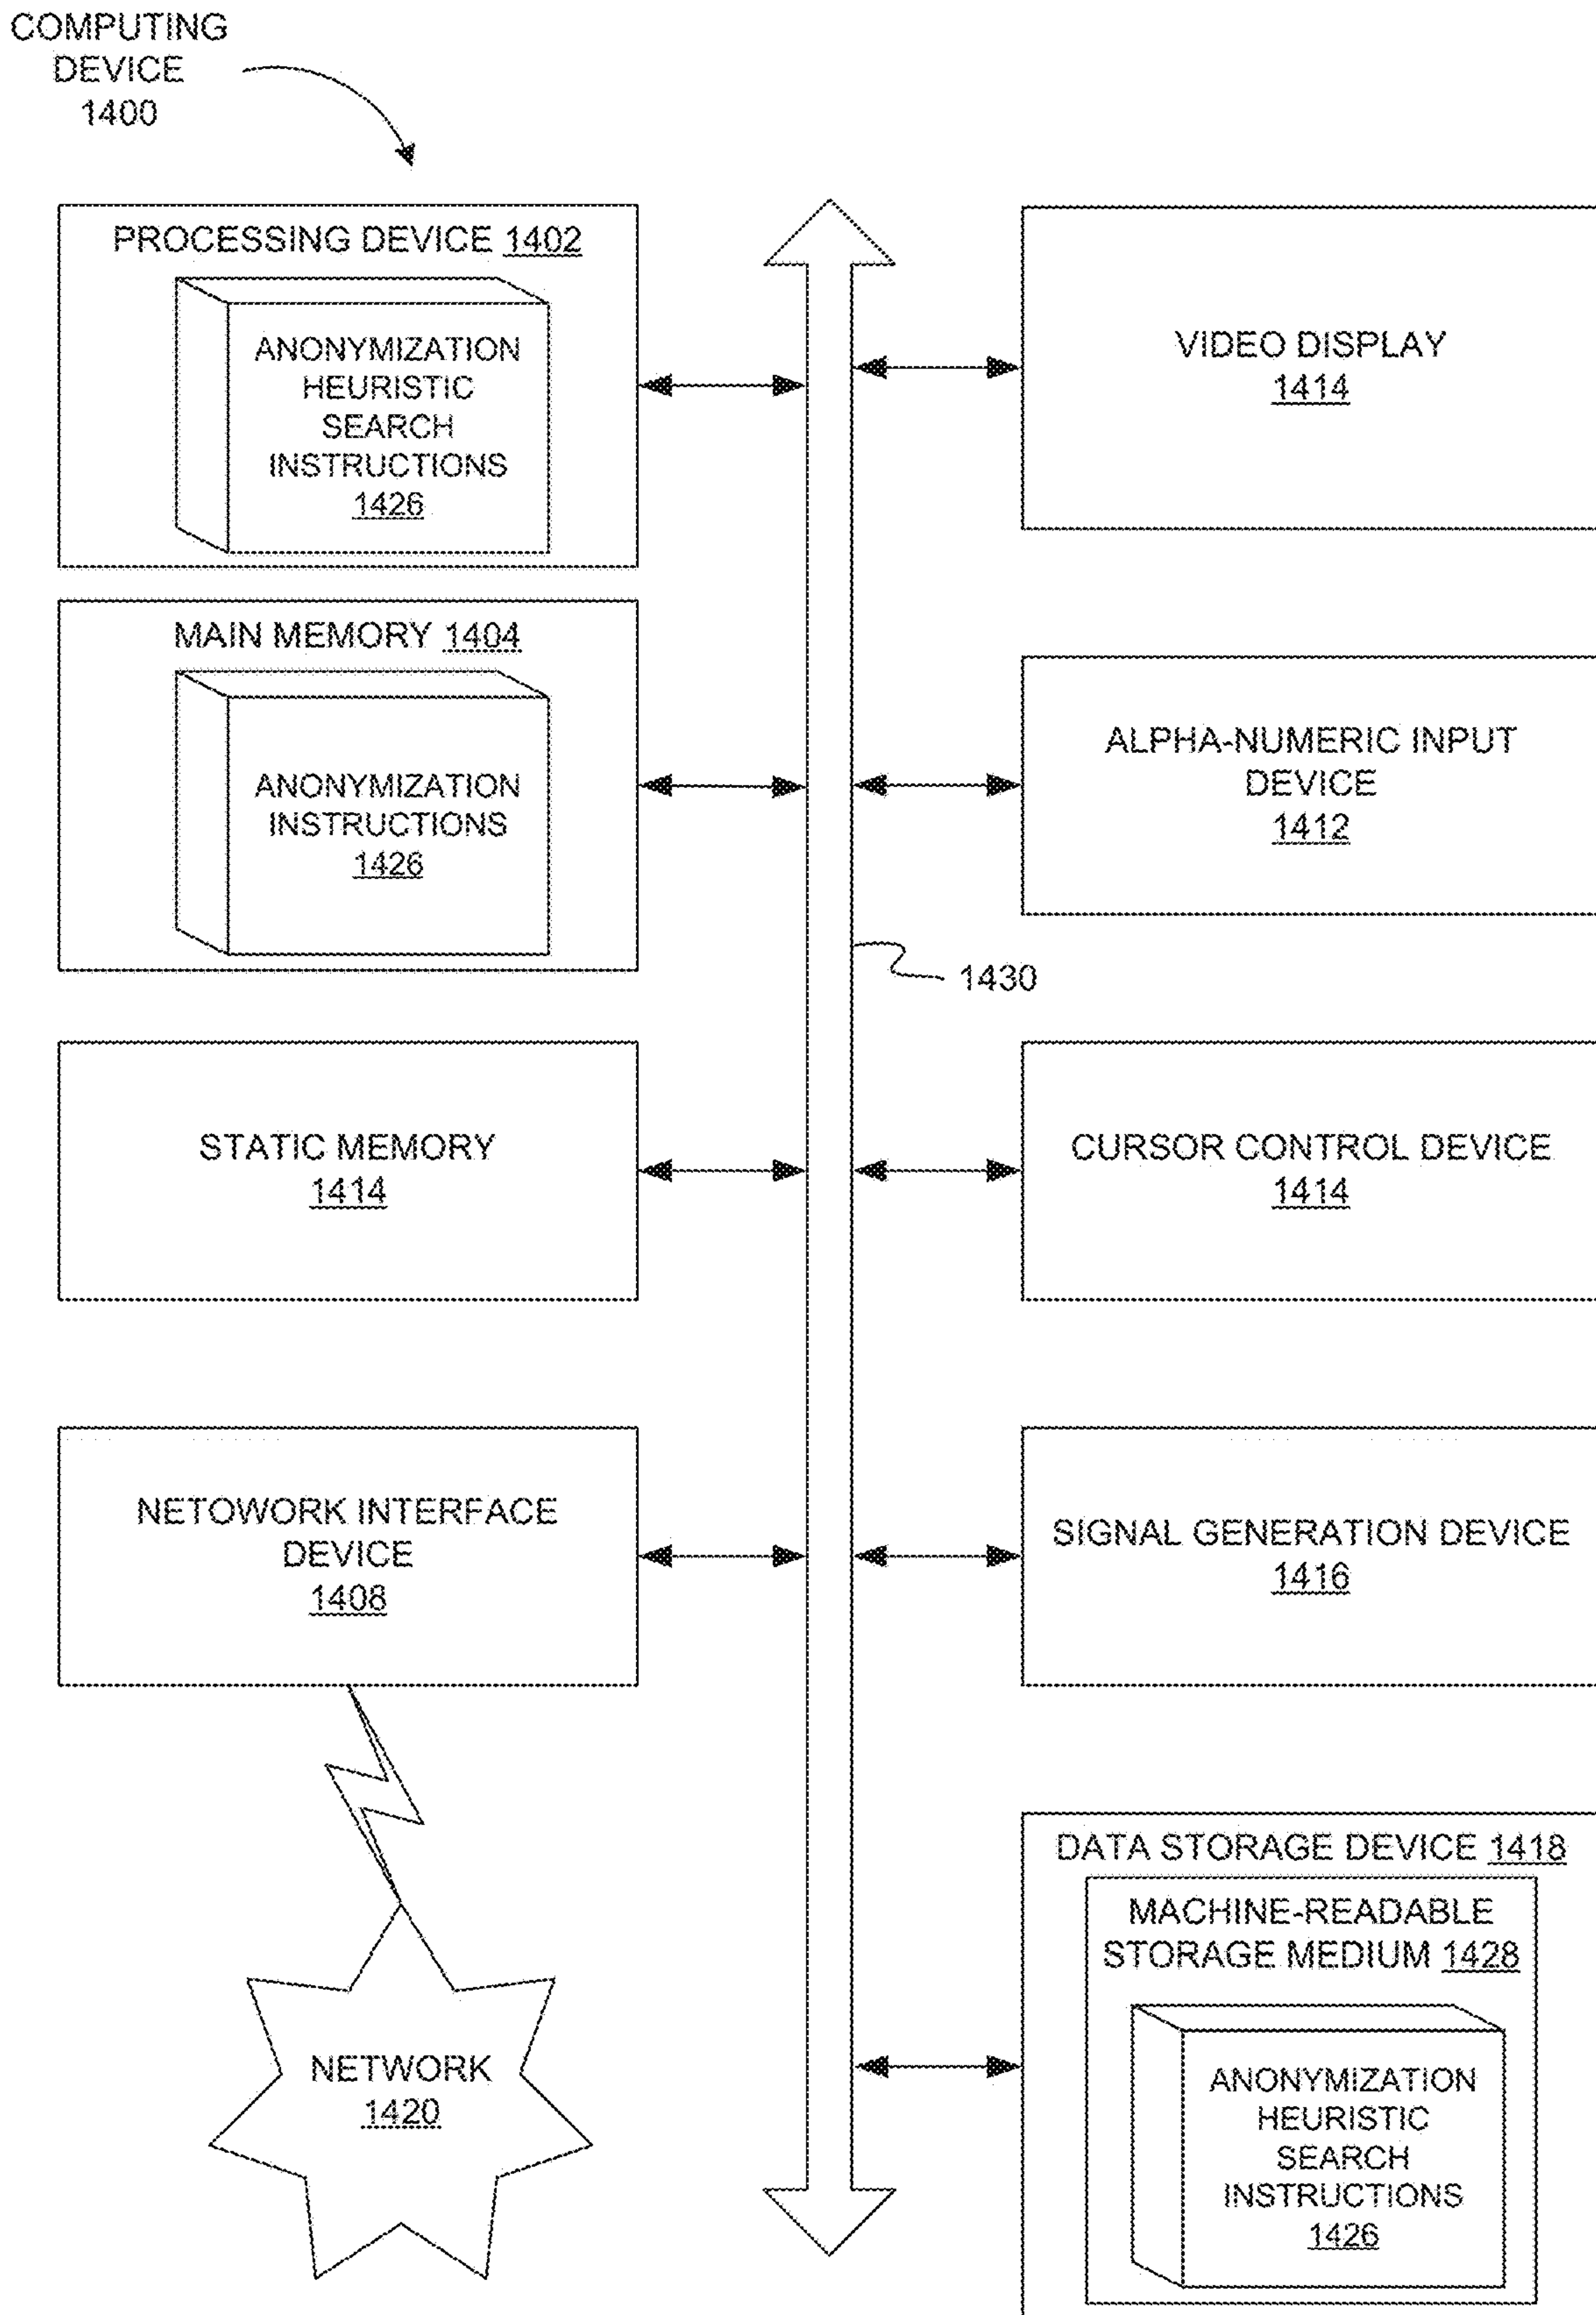 COMPUTING
DEVICE
1400
PROCESSING DEVICE 1402
ANONYMIZATION
HEURISTIC
SEARCH
INSTRUCTIONS
1426
MAIN MEMORY 1404
ANONYMIZATION
INSTRUCTIONS
1426
STATIC MEMORY
1414
NETOWORK INTERFACE
DEVICE
1408
NETWORK
1420
1430
VIDEO DISPLAY
1414
ALPHA-NUMERIC INPUT
DEVICE
1412
CURSOR CONTROL DEVICE
1414
SIGNAL GENERATION DEVICE
1416
DATA STORAGE DEVICE 1418
MACHINE-READABLE
STORAGE MEDIUM 1428
ANONYMIZATION
HEURISTIC
SEARCH
INSTRUCTIONS
1426